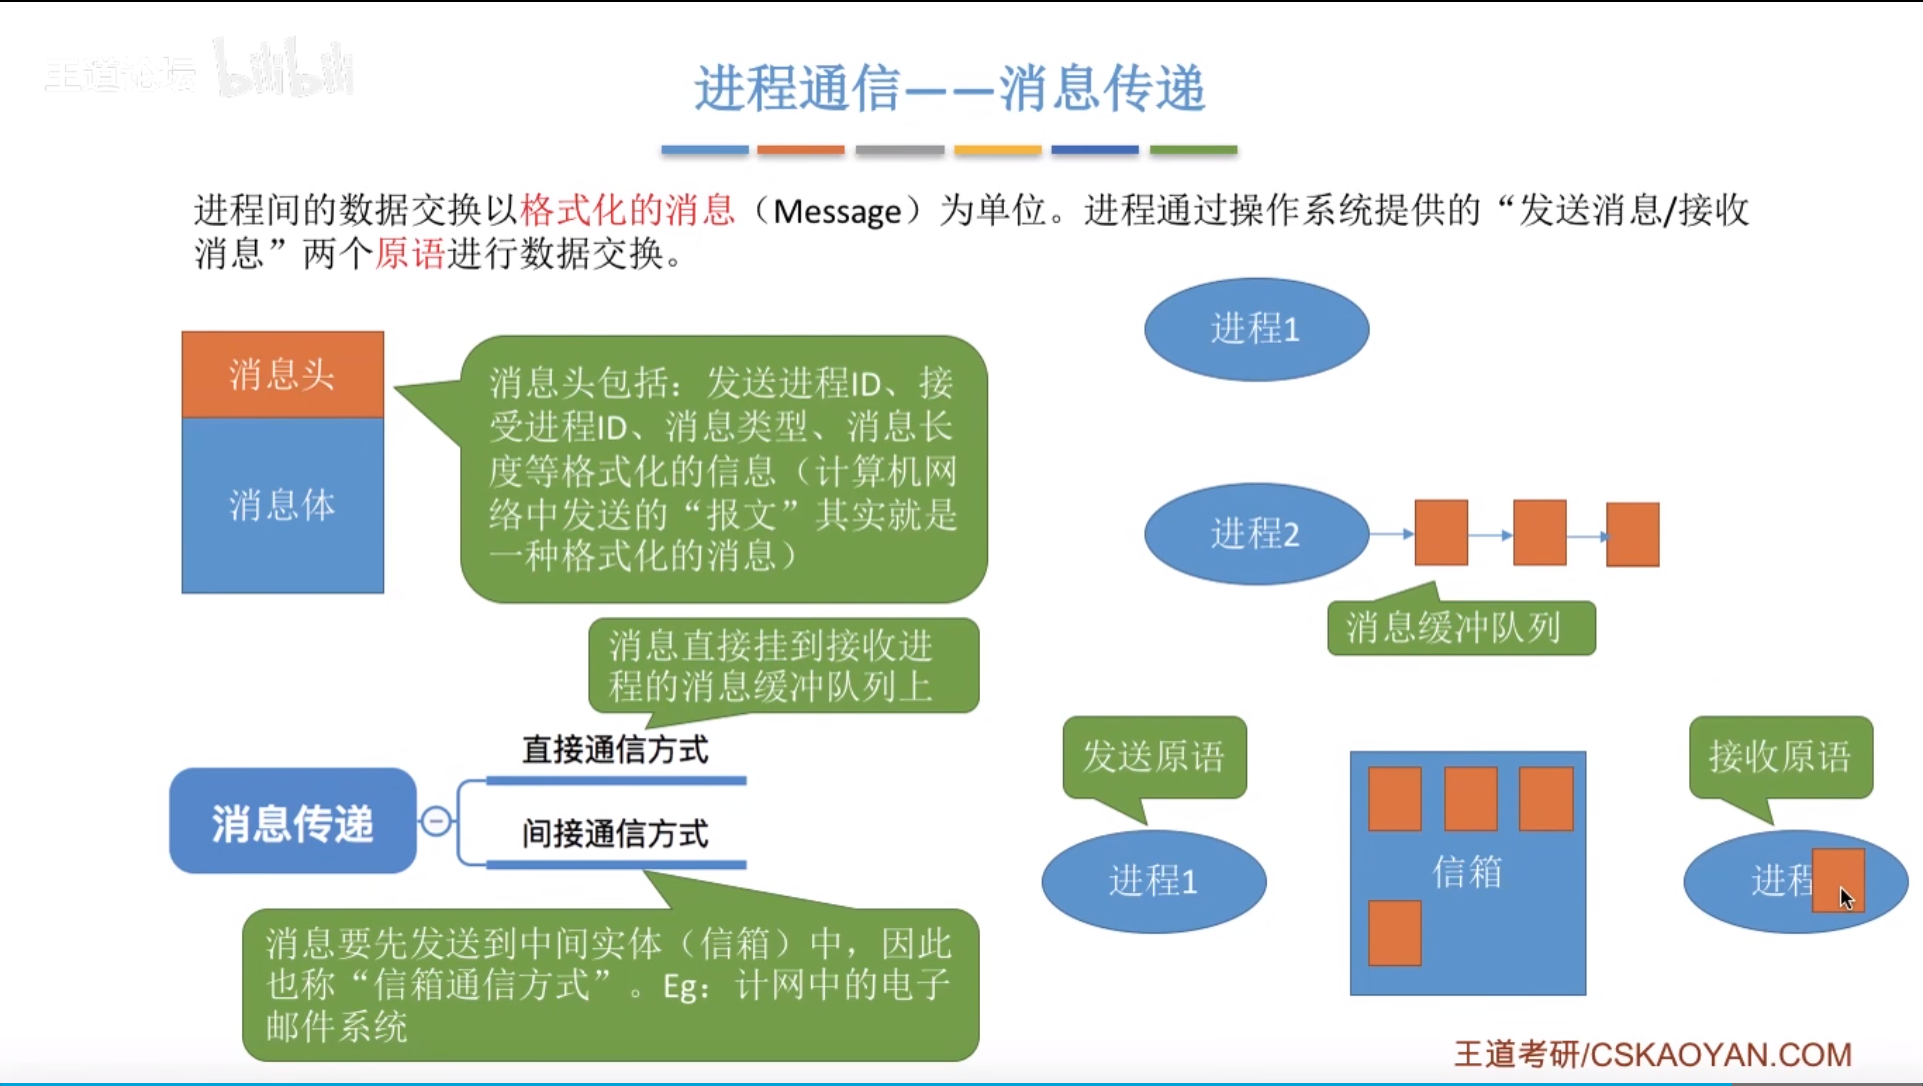 王道论坛 bilibili
进程通信——消息传递
进程间的数据交换以格式化的消息（Message）为单位。进程通过操作系统提供的“发送消息/接收
消息”两个原语进行数据交换。
消息头
消息体
消息头包括：发送进程ID、接
受进程ID、消息类型、消息长
度等格式化的信息（计算机网
络中发送的“报文”其实就是
一种格式化的消息）
进程1
进程2
消息缓冲队列
消息直接挂到接收进
程的消息缓冲队列上
直接通信方式
消息传递
间接通信方式
消息要先发送到中间实体（信箱）中，因此
也称“信箱通信方式”。Eg：计网中的电子
邮件系统
发送原语
进程1
信箱
接收原语
进程
王道考研/CSKAOYAN.COM